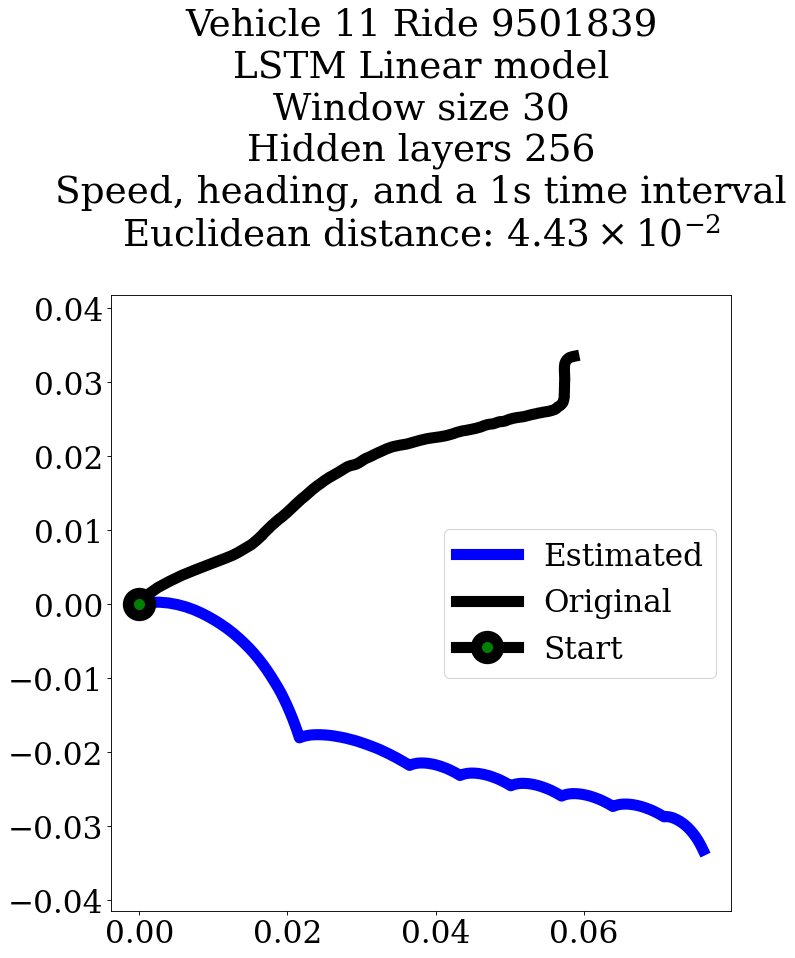 Vehicle 11 Ride 9501839
LSTM Linear model
Window size 30
Hidden layers 256
Speed, heading, and a 1s time interval
Euclidean distance: 4.43 × 10⁻²
0.04
0.03
0.02
0.01
0.00
−0.01
−0.02
−0.03
−0.04
Estimated
Original
Start
0.00 0.02 0.04 0.06